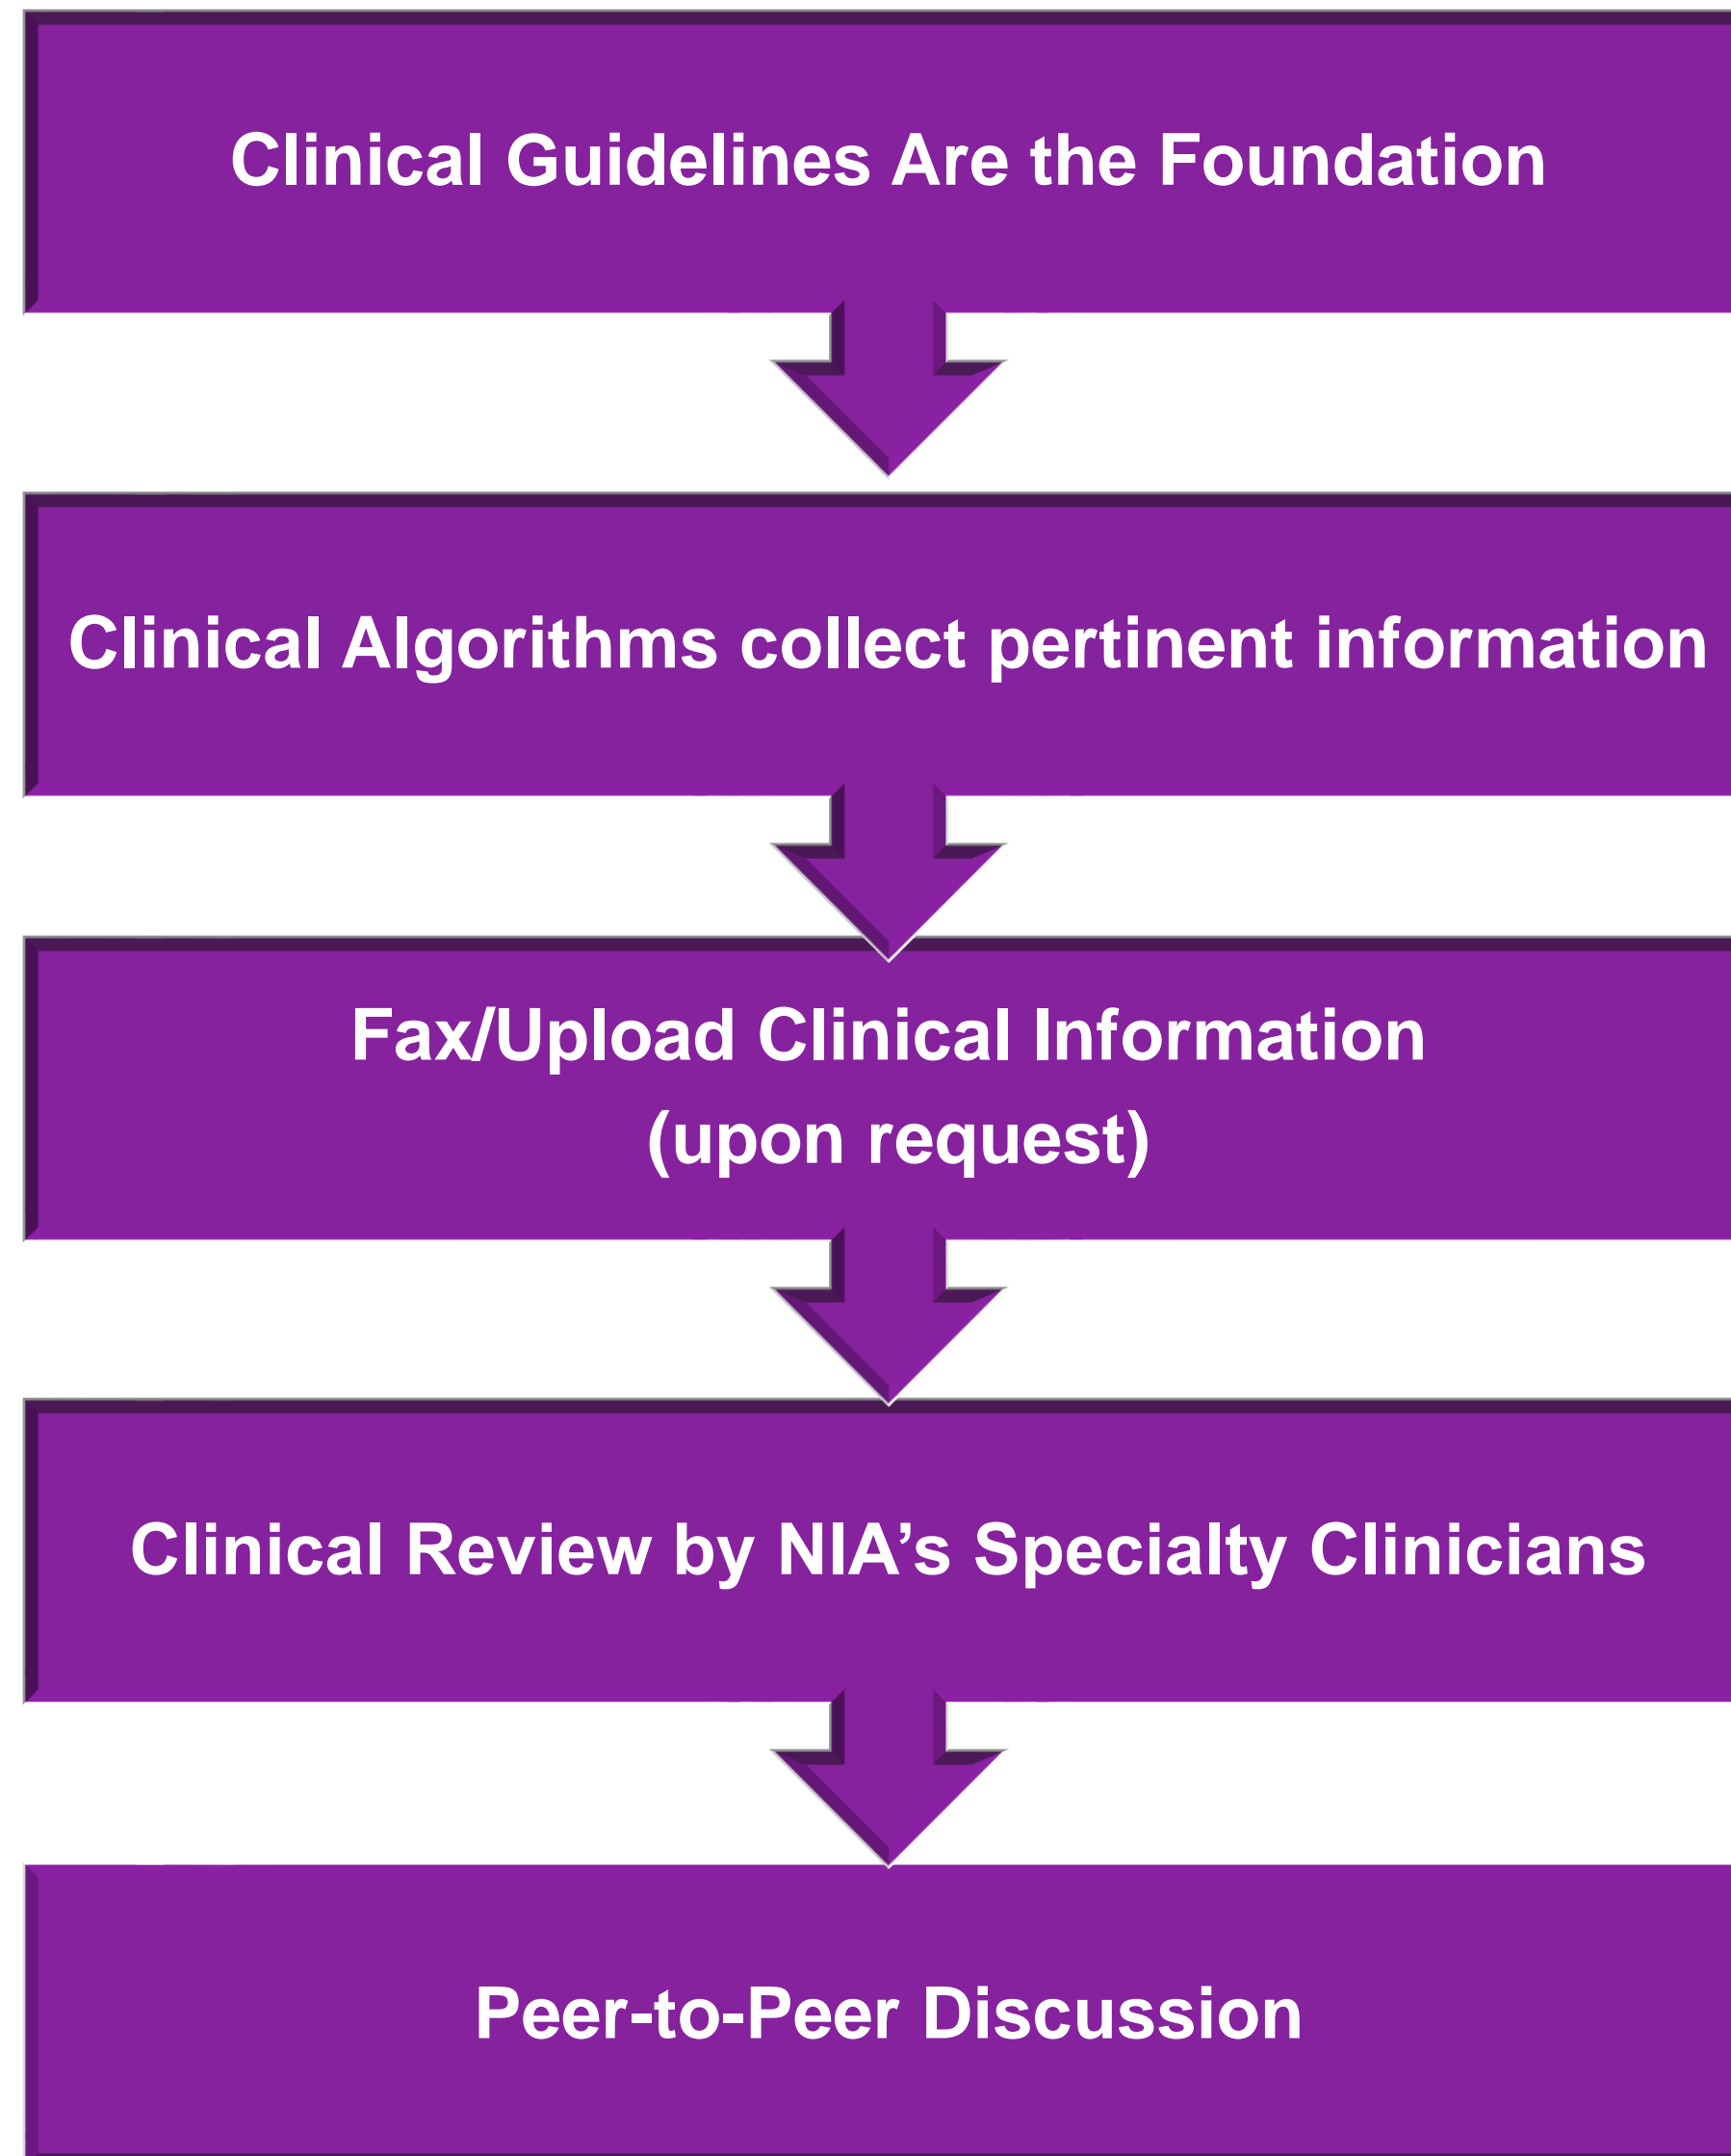 Clinical Guidelines Are the Foundation
Clinical Algorithms collect pertinent information
Fax/Upload Clinical Information
(upon request)
Clinical Review by NIA’s Specialty Clinicians
Peer-to-Peer Discussion